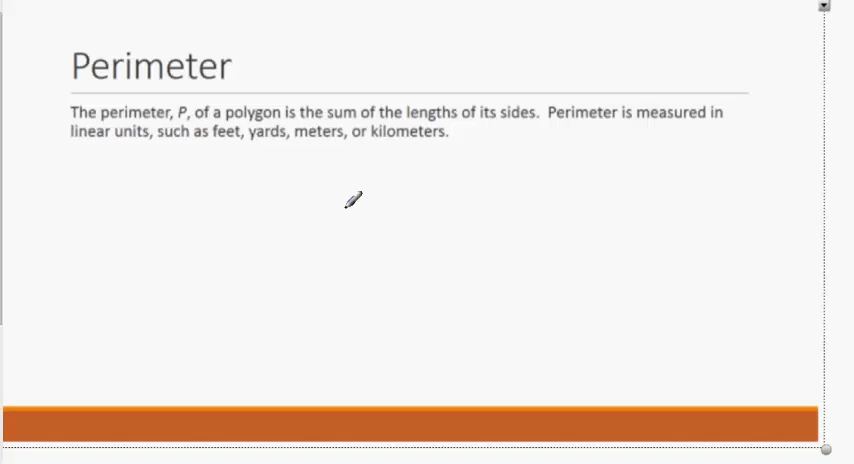 Perimeter
The perimeter, P, of a polygon is the sum of the lengths of its sides.  Perimeter is measured in
linear units, such as feet, yards, meters, or kilometers.